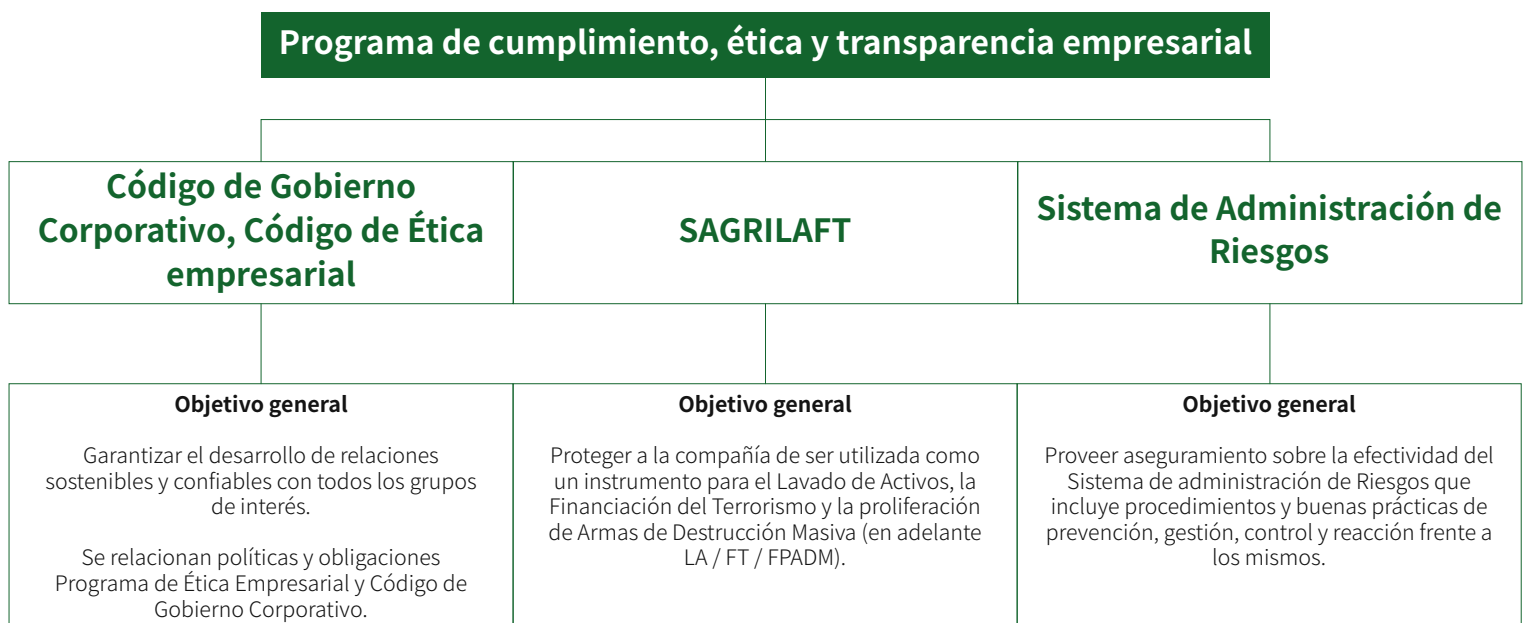 Programa de cumplimiento, ética y transparencia empresarial
Código de Gobierno
Corporativo, Código de Ética
empresarial
SAGRILAFT
Sistema de Administración de
Riesgos
Objetivo general
Garantizar el desarrollo de relaciones
sostenibles y confiables con todos los grupos
de interés.
Se relacionan políticas y obligaciones
Programa de Ética Empresarial y Código de
Gobierno Corporativo.
Objetivo general
Proteger a la compañía de ser utilizada como
un instrumento para el Lavado de Activos, la
Financiación del Terrorismo y la proliferación
de Armas de Destrucción Masiva (en adelante
LA / FT / FPADM).
Objetivo general
Proveer aseguramiento sobre la efectividad del
Sistema de administración de Riesgos que
incluye procedimientos y buenas prácticas de
prevención, gestión, control y reacción frente a
los mismos.